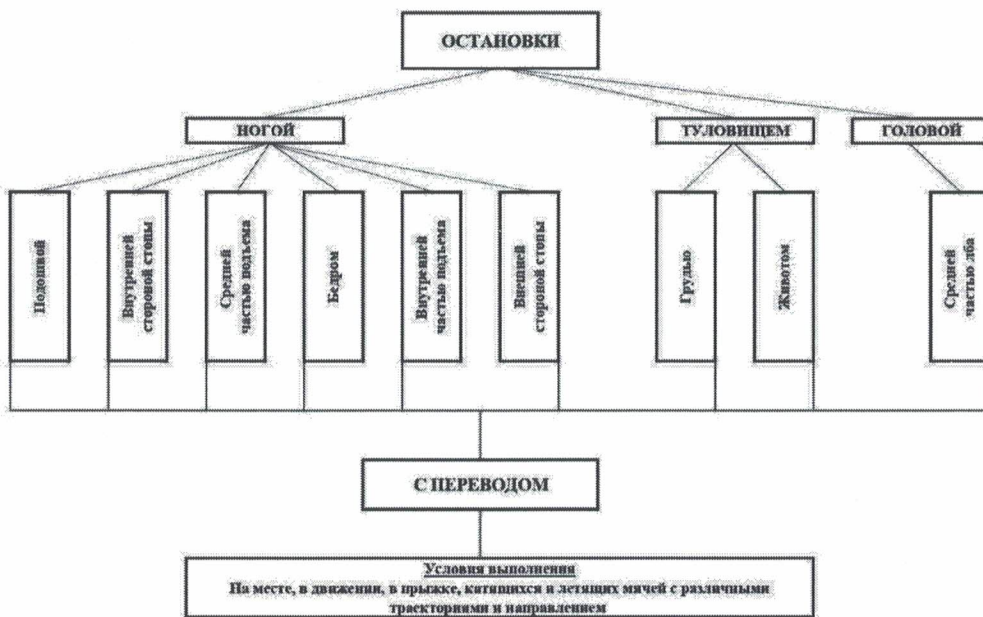 ОСТАНОВКИ
НОГОЙ
ТУЛОВИЩЕМ
ГОЛОВОЙ
Подошвой
Внутренней
стороной стопы
Средней
частью подъема
Бедром
Внутренней
частью подъема
Внешней
стороной стопы
Грудью
Животом
Средней
частью лба
С ПЕРЕВОДОМ
Условия выполнения
На месте, в движении, в прыжке, катящихся и летящих мячей с различными
траекториями и направлением